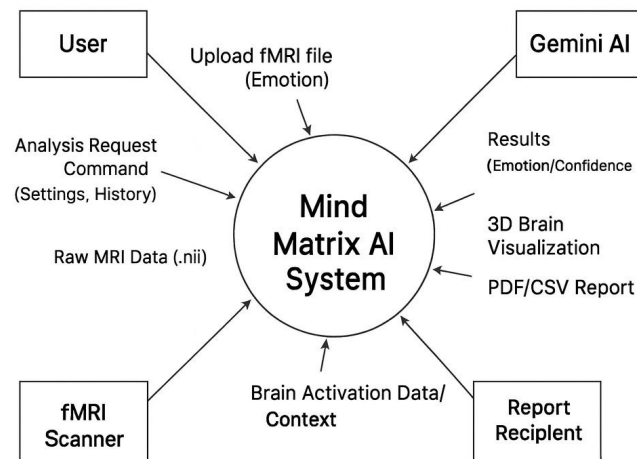 User
Upload fMRI file
(Emotion)
Gemini AI
Analysis Request
Command
(Settings, History)
Results
(Emotion/Confidence
Mind
Matrix AI
System
3D Brain
Visualization
Raw MRI Data (.nii)
PDF/CSV Report
fMRI
Scanner
Brain Activation Data/
Context
Report
Reciplent